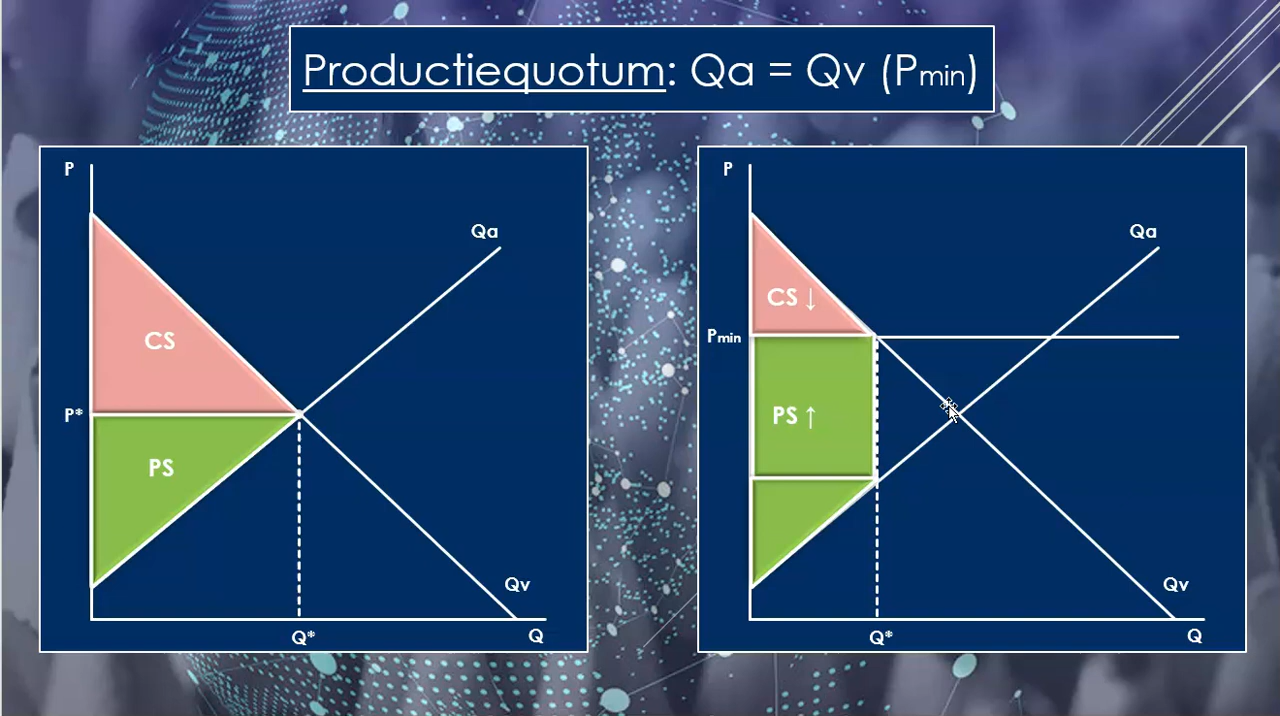 Productiequotum: Qa = Qv (Pmin)
P
Qa
CS
P*
PS
Qv
Q*
Q
P
Qa
CS ↓
Pmin
PS ↑
Qv
Q*
Q